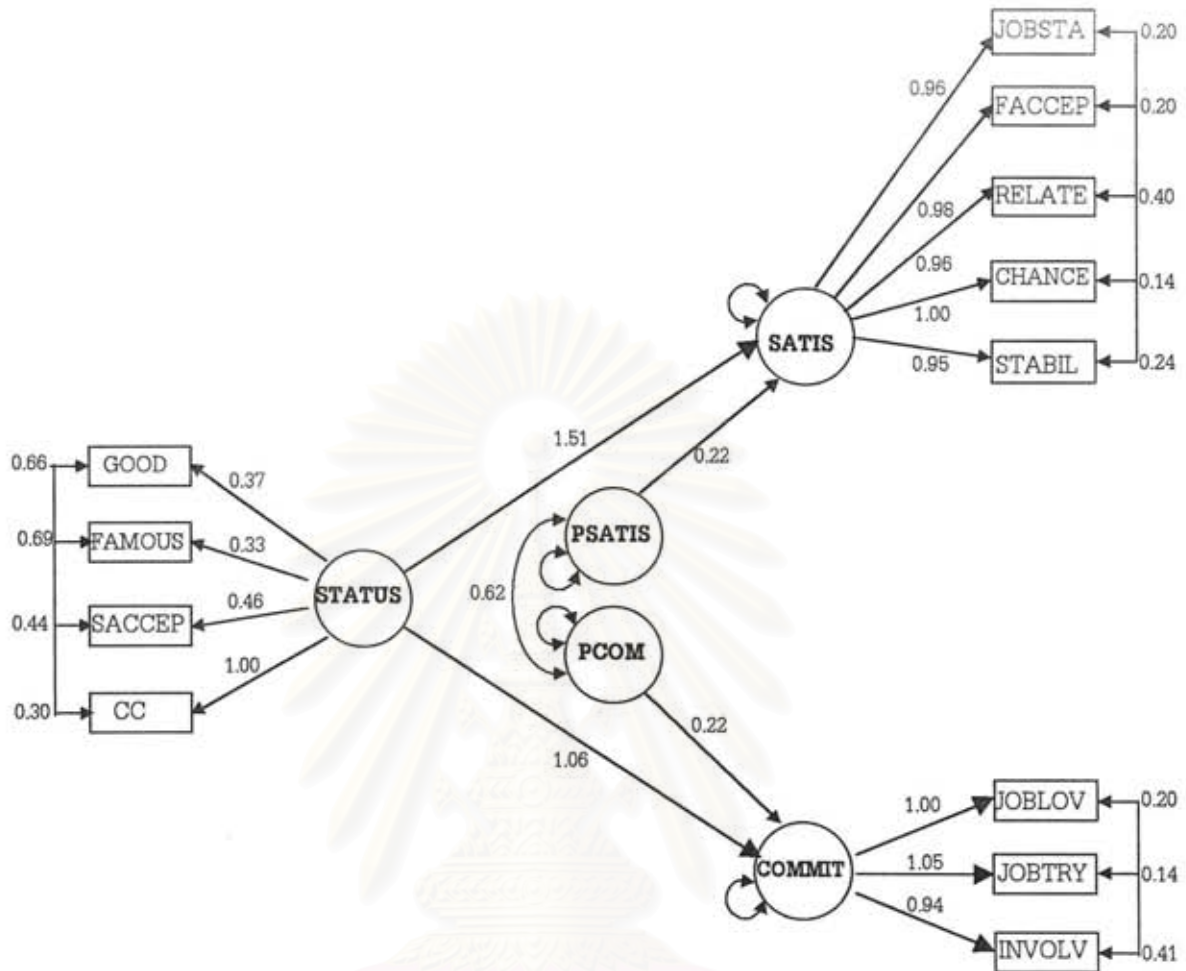 JOBSTA
0.20
0.96
FACCEP
0.20
RELATE
0.40
0.98
0.96
CHANCE
0.14
1.00
SATIS
0.95
STABIL
0.24
1.51
0.22
0.66
GOOD
0.37
PSATIS
0.69
FAMOUS
0.33
STATUS
0.62
0.44
SACCEP
0.46
PCOM
1.00
0.30
CC
0.22
1.06
JOBLOV
0.20
1.00
COMMIT
1.05
JOBTRY
0.14
0.94
INVOLV
0.41